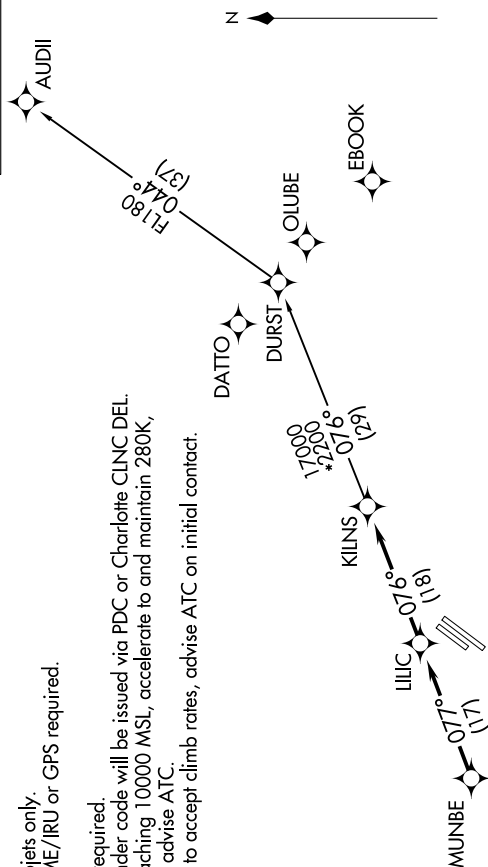 N
AUDII
FL180
044°
(37)
EBOOK
OLUBE
DURST
DATTO
17000
*2200
076°
(29)
KILNS
076°
(18)
LILIC
077°
(17)
MUNBE
jets only.
ME/IRU or GPS required.
equired.
der code will be issued via PDC or Charlotte CLNC DEL.
aching 10000 MSL, accelerate to and maintain 280K,
advise ATC.
to accept climb rates, advise ATC on initial contact.